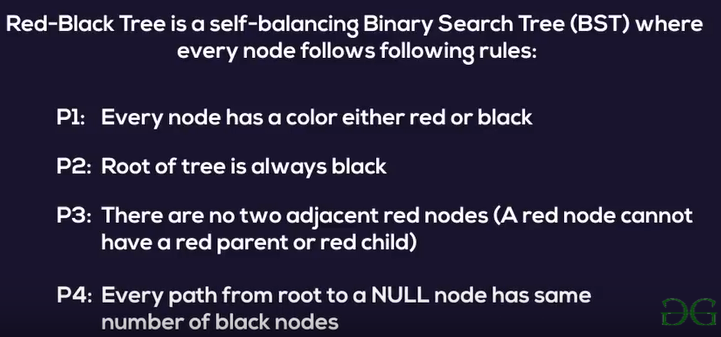 Red-Black Tree is a self-balancing Binary Search Tree (BST) where
every node follows following rules:
P1: Every node has a color either red or black
P2: Root of tree is always black
P3: There are no two adjacent red nodes (A red node cannot
have a red parent or red child)
P4: Every path from root to a NULL node has same
number of black nodes